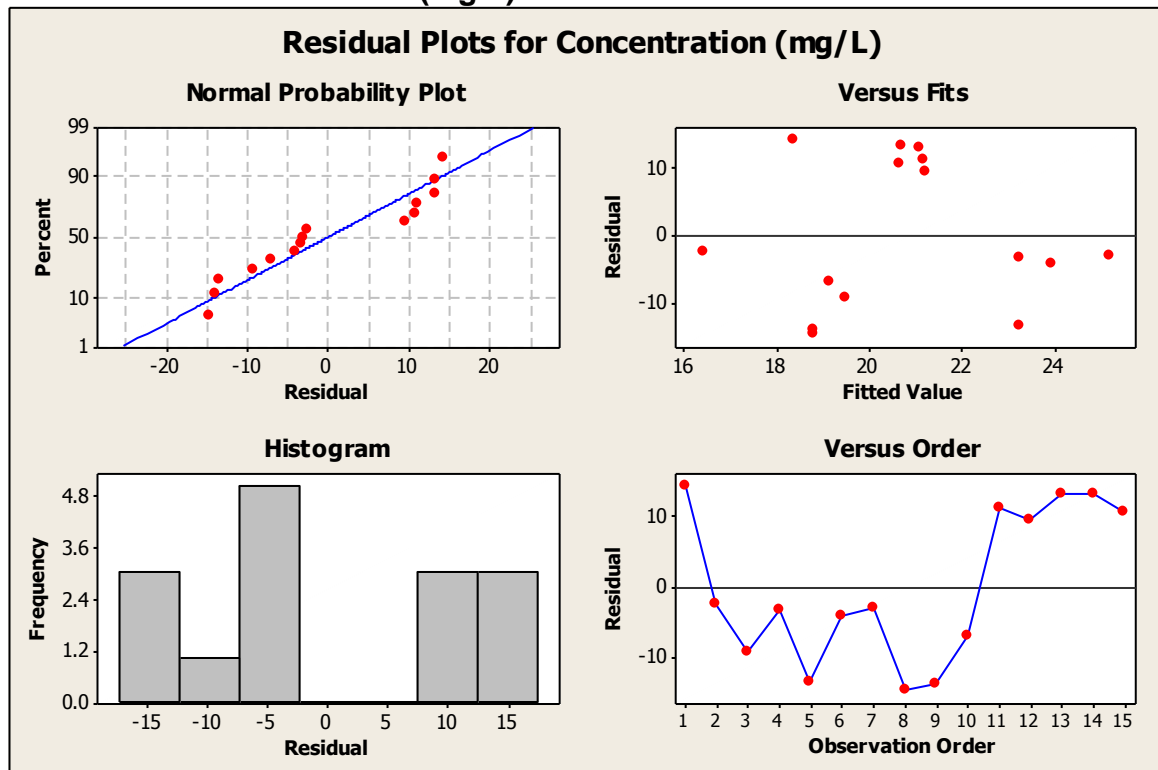 Residual Plots for Concentration (mg/L)
Normal Probability Plot
99
90
50
10
1
Percent
-20 -10 0 10 20
Residual
Versus Fits
10
0
-10
Residual
16 18 20 22 24
Fitted Value
Histogram
4.8
3.6
2.4
1.2
0.0
Frequency
-15 -10 -5 0 5 10 15
Residual
Versus Order
10
0
-10
Residual
1 2 3 4 5 6 7 8 9 10 11 12 13 14 15
Observation Order